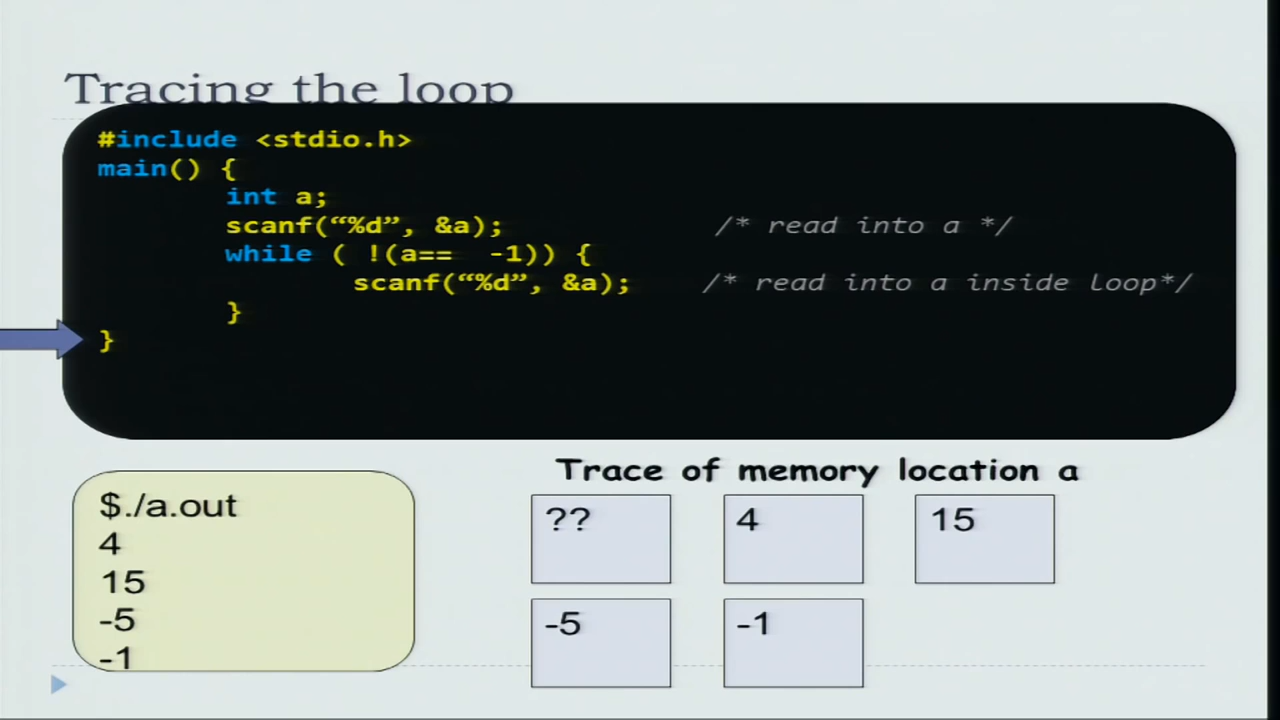 Tracing the loop
#include <stdio.h>
main() {
int a;
scanf(“%d”, &a); /* read into a */
while ( !(a== -1)) {
scanf(“%d”, &a); /* read into a inside loop*/
}
}
$./a.out
4
15
-5
-1
Trace of memory location a
?? 4 15
-5 -1